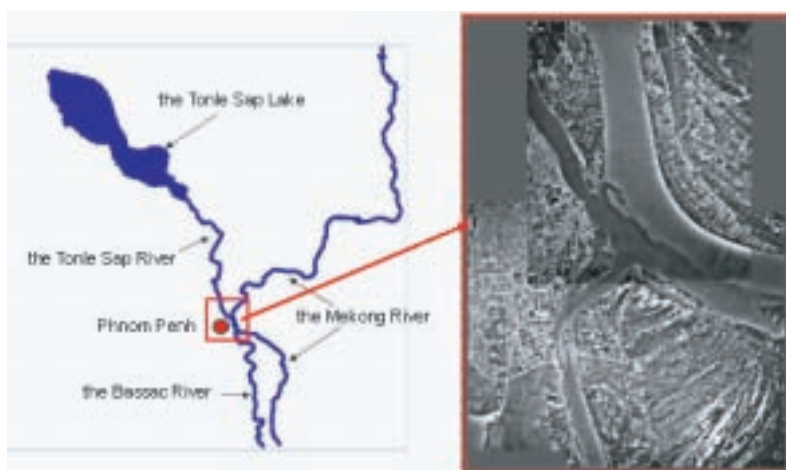 the Tonle Sap Lake
the Tonle Sap River
Phnom Penh
the Mekong River
the Bassac River